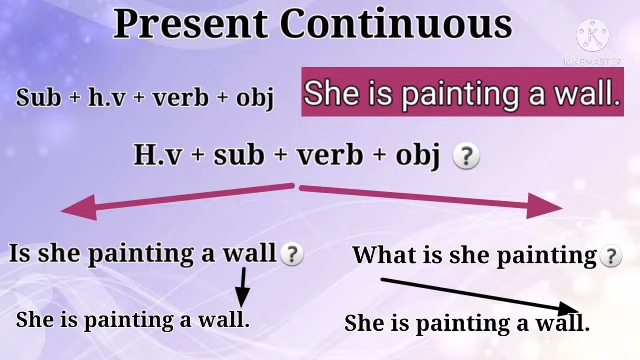 Present Continuous
K
KINEMASTER
Sub + h.v + verb + obj
She is painting a wall.
H.v + sub + verb + obj ?
Is she painting a wall ?
What is she painting ?
She is painting a wall.
She is painting a wall.